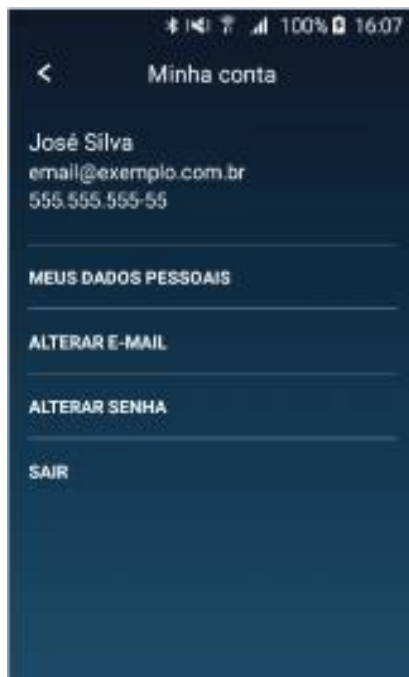 100% 16:07
Minha conta
José Silva
email@exemplo.com.br
555.555.555-55
MEUS DADOS PESSOAIS
ALTERAR E-MAIL
ALTERAR SENHA
SAIR